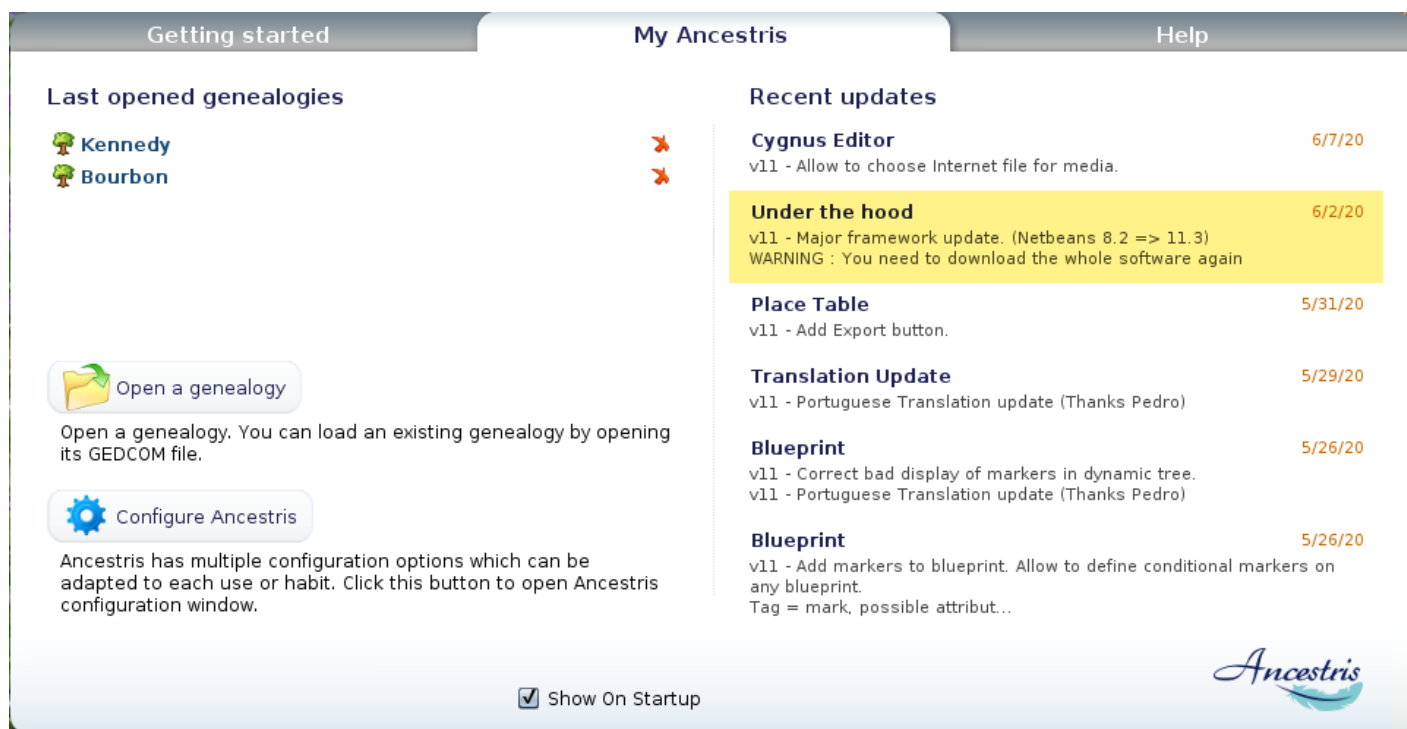 Getting started
My Ancestris
Help
Last opened genealogies
Kennedy
Bourbon
Open a genealogy
Open a genealogy. You can load an existing genealogy by opening
its GEDCOM file.
Configure Ancestris
Ancestris has multiple configuration options which can be
adapted to each use or habit. Click this button to open Ancestris
configuration window.
Recent updates
Cygnus Editor 6/7/20
v11 - Allow to choose Internet file for media.
Under the hood 6/2/20
v11 - Major framework update. (Netbeans 8.2 => 11.3)
WARNING : You need to download the whole software again
Place Table 5/31/20
v11 - Add Export button.
Translation Update 5/29/20
v11 - Portuguese Translation update (Thanks Pedro)
Blueprint 5/26/20
v11 - Correct bad display of markers in dynamic tree.
v11 - Portuguese Translation update (Thanks Pedro)
Blueprint 5/26/20
v11 - Add markers to blueprint. Allow to define conditional markers on
any blueprint.
Tag = mark, possible attribut...
Show On Startup
Ancestris